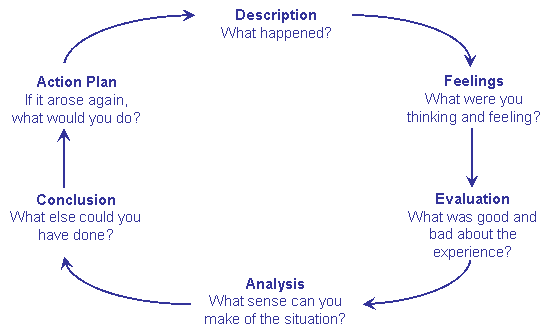 Description
What happened?
Feelings
What were you
thinking and feeling?
Evaluation
What was good and
bad about the
experience?
Analysis
What sense can you
make of the situation?
Conclusion
What else could you
have done?
Action Plan
If it arose again,
what would you do?